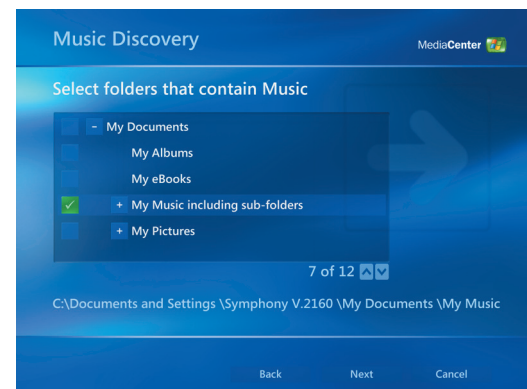 Music Discovery
MediaCenter
Select folders that contain Music
- My Documents
My Albums
My eBooks
+ My Music including sub-folders
+ My Pictures
7 of 12
C:\Documents and Settings \Symphony V.2160 \My Documents \My Music
Back Next Cancel